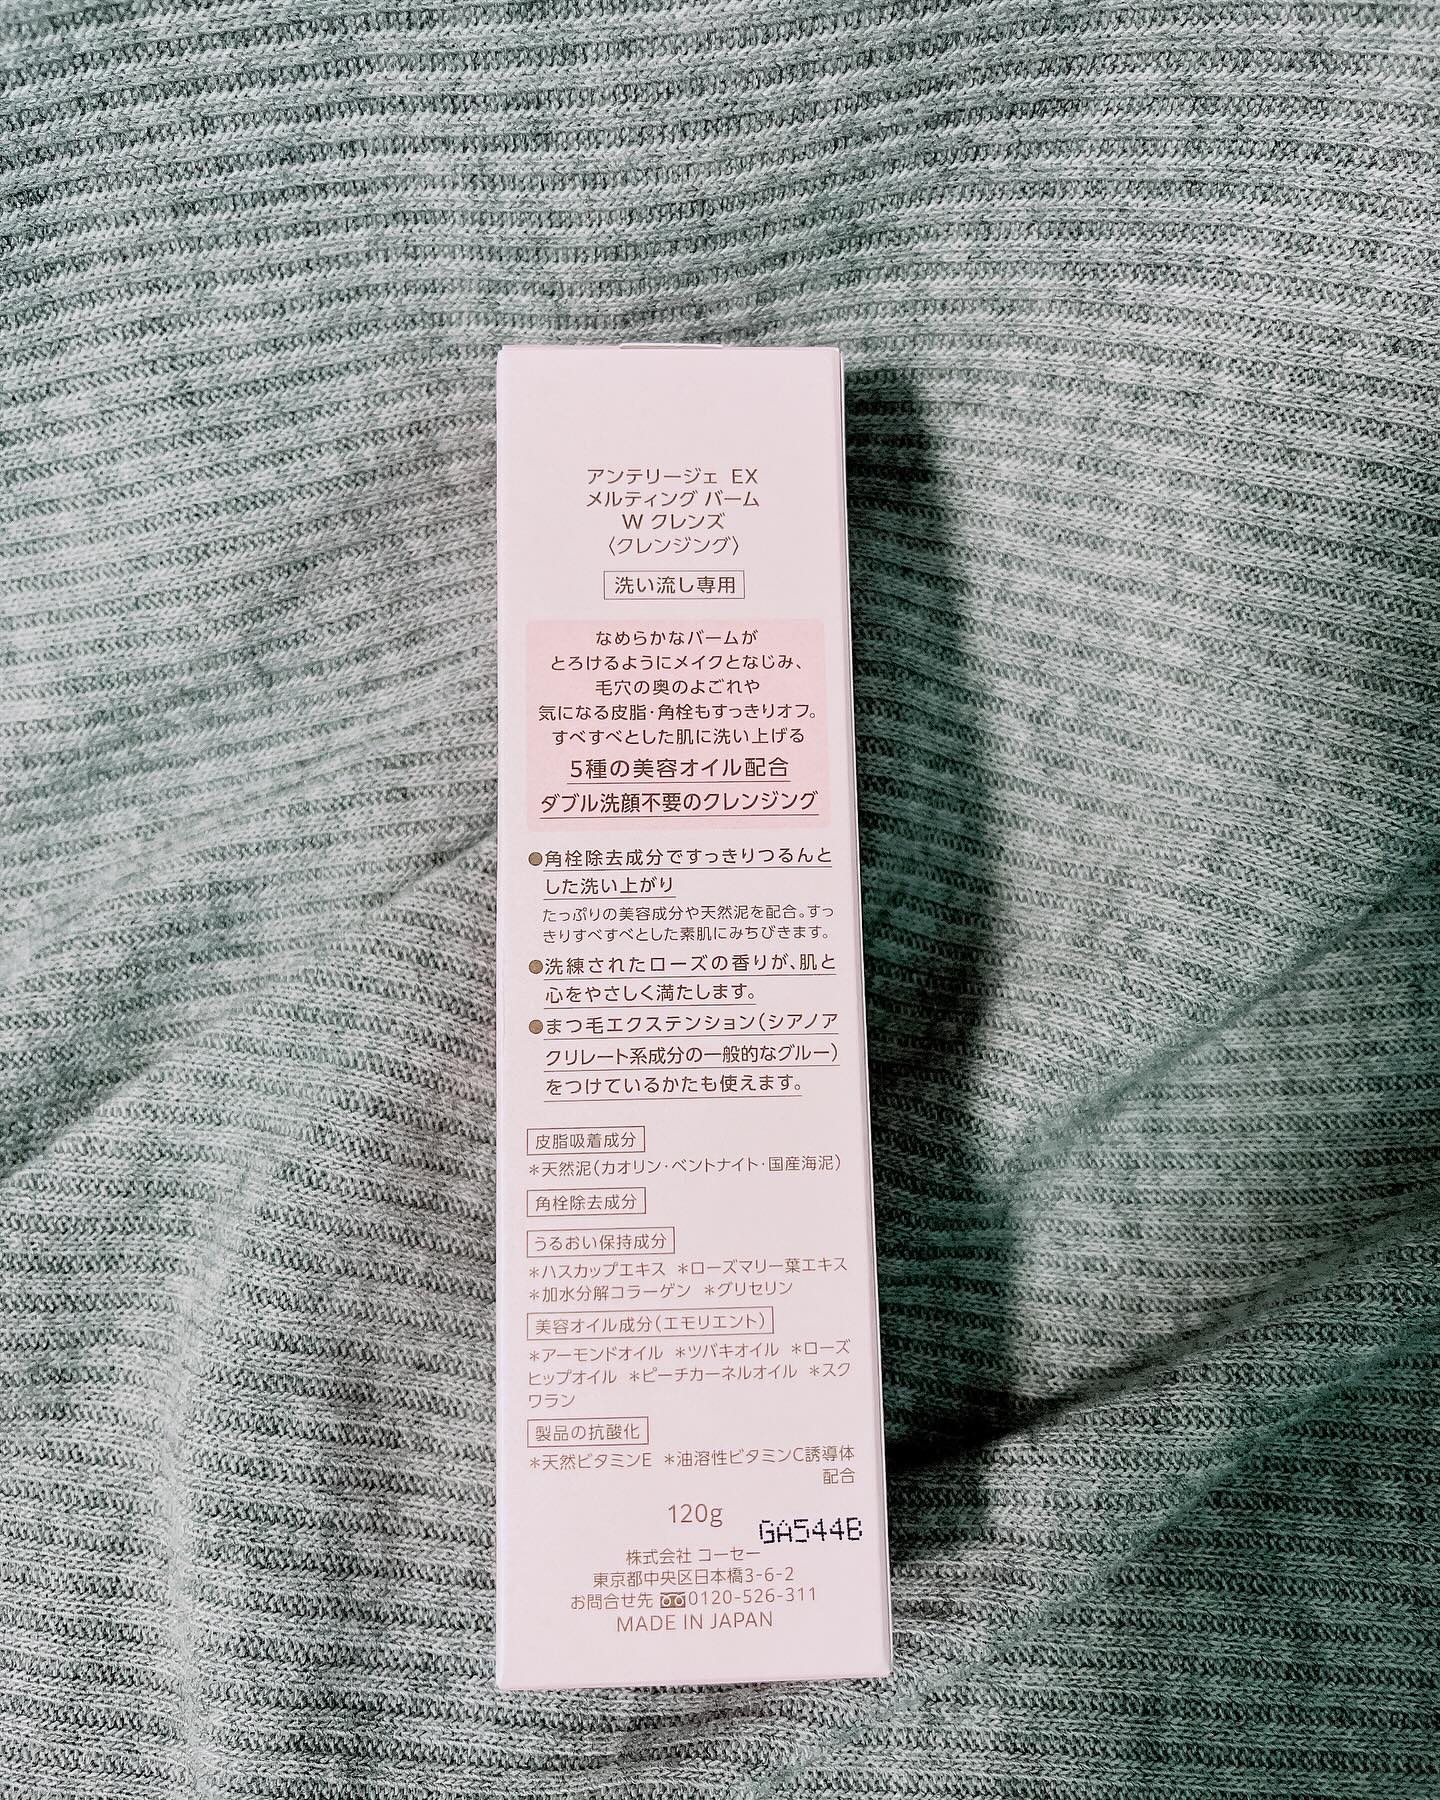 アンテリージェ EX
メルティング バーム
W クレンズ
〈クレンジング〉
洗い流し専用
なめらかなバームが
とろけるようにメイクとなじみ、
毛穴の奥のよごれや
気になる皮脂・角栓もすっきりオフ。
すべすべとした肌に洗い上げる
5種の美容オイル配合
ダブル洗顔不要のクレンジング
●角栓除去成分ですっきりつるんと
した洗い上がり
たっぷりの美容成分や天然泥を配合。すっ
きりすべすべとした素肌にみちびきます。
●洗練されたローズの香りが、肌と
心をやさしく満たします。
●まつ毛エクステンション（シアノア
クリレート系成分の一般的なグルー）
をつけているかたも使えます。
皮脂吸着成分
＊天然泥（カオリン・ベントナイト・国産海泥）
角栓除去成分
うるおい保持成分
＊ハスカップエキス ＊ローズマリー葉エキス
＊加水分解コラーゲン ＊グリセリン
美容オイル成分（エモリエント）
＊アーモンドオイル ＊ツバキオイル ＊ローズ
ヒップオイル ＊ピーチカーネルオイル ＊スク
ワラン
製品の抗酸化
＊天然ビタミンE ＊油溶性ビタミンC誘導体
配合
120g
GA544B
株式会社 コーセー
東京都中央区日本橋3-6-2
お問合せ先 0120-526-311
MADE IN JAPAN